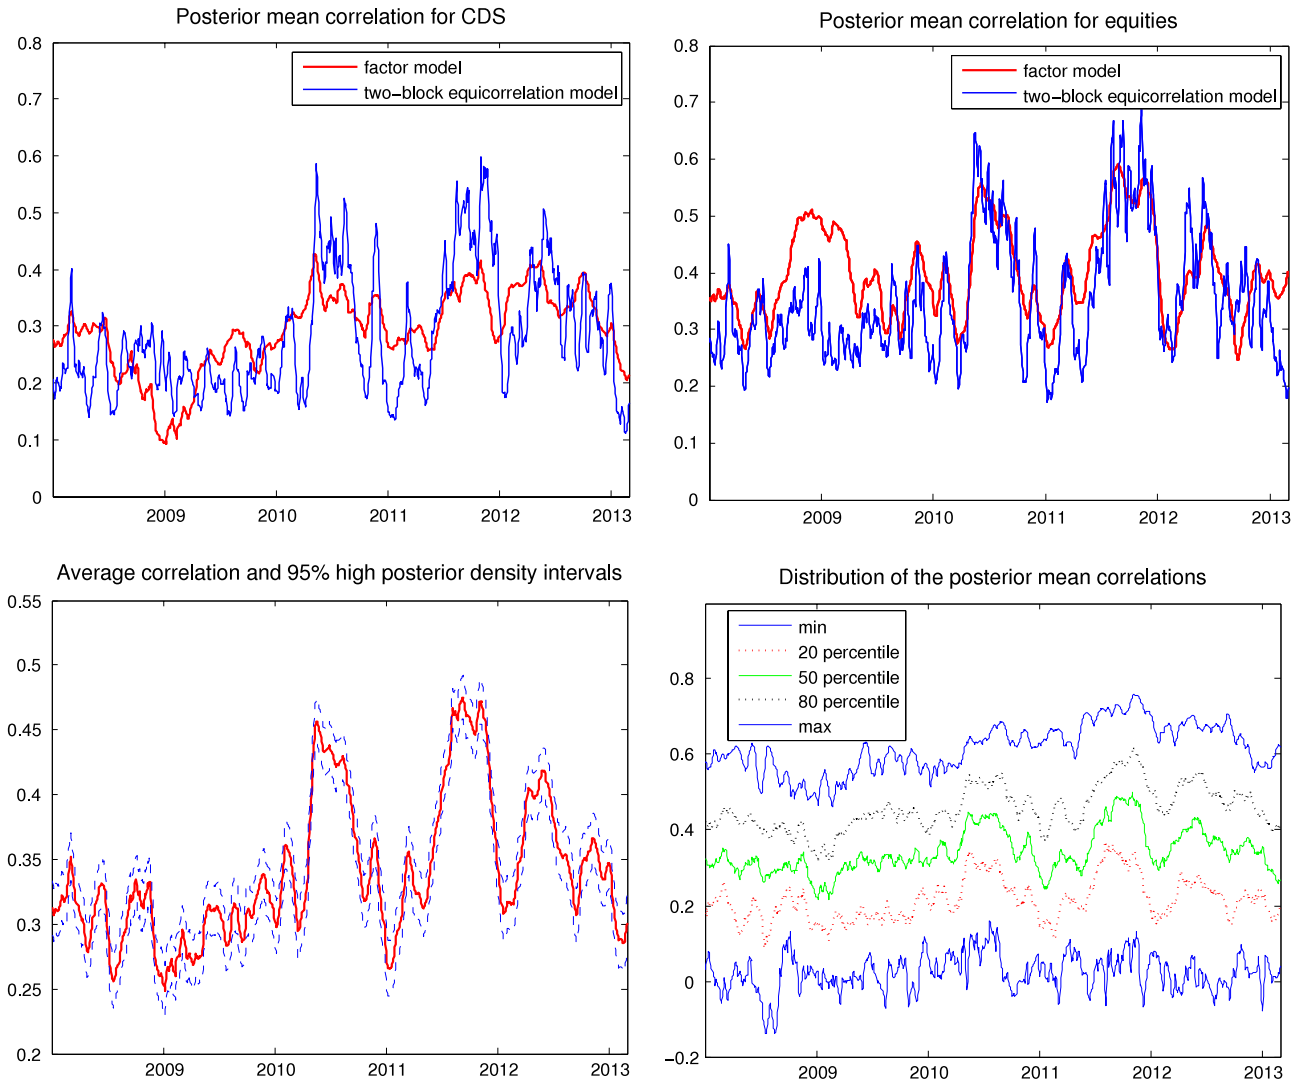 Posterior mean correlation for CDS
0.8
0.7
0.6
0.5
0.4
0.3
0.2
0.1
0
factor model
two−block equicorrelation model
2009 2010 2011 2012 2013
Posterior mean correlation for equities
0.8
0.7
0.6
0.5
0.4
0.3
0.2
0.1
0
factor model
two−block equicorrelation model
2009 2010 2011 2012 2013
Average correlation and 95% high posterior density intervals
0.55
0.5
0.45
0.4
0.35
0.3
0.25
0.2
2009 2010 2011 2012 2013
Distribution of the posterior mean correlations
min
20 percentile
50 percentile
80 percentile
max
0.8
0.6
0.4
0.2
0
−0.2
2009 2010 2011 2012 2013